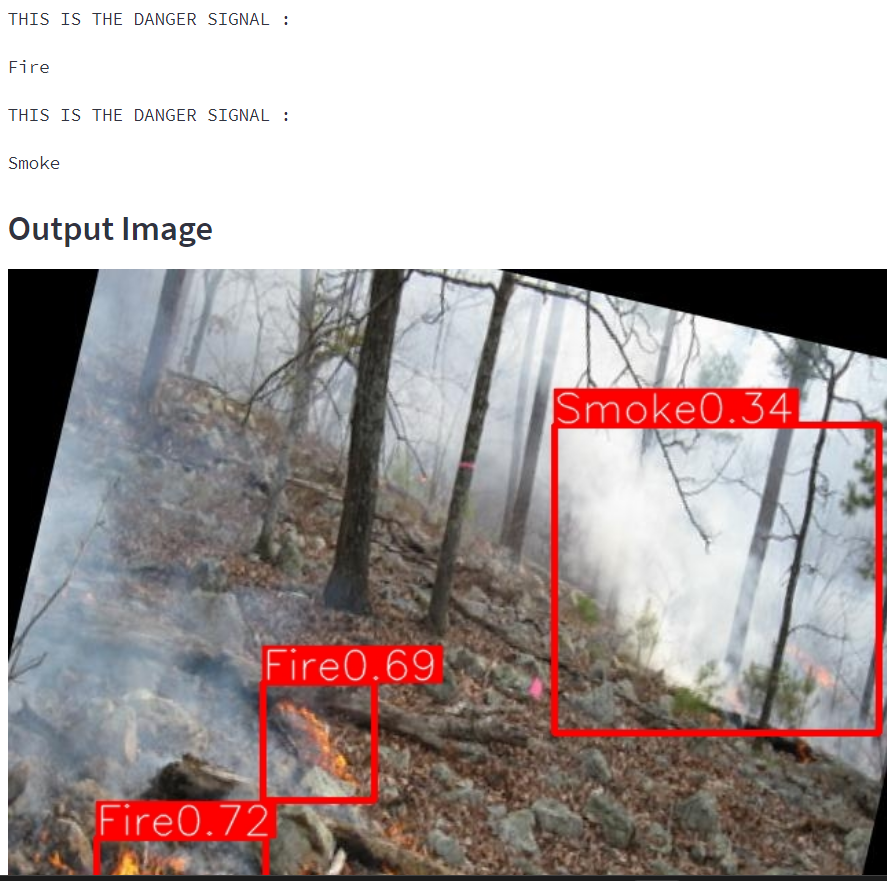 THIS IS THE DANGER SIGNAL :
Fire
THIS IS THE DANGER SIGNAL :
Smoke
Output Image
Smoke0.34
Fire0.69
Fire0.72